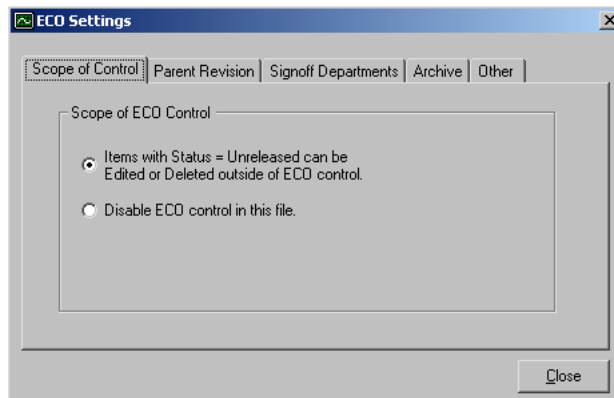 ECO Settings
Scope of Control Parent Revision Signoff Departments Archive Other
Scope of ECO Control
Items with Status = Unreleased can be
Edited or Deleted outside of ECO control.
Disable ECO control in this file.
Close